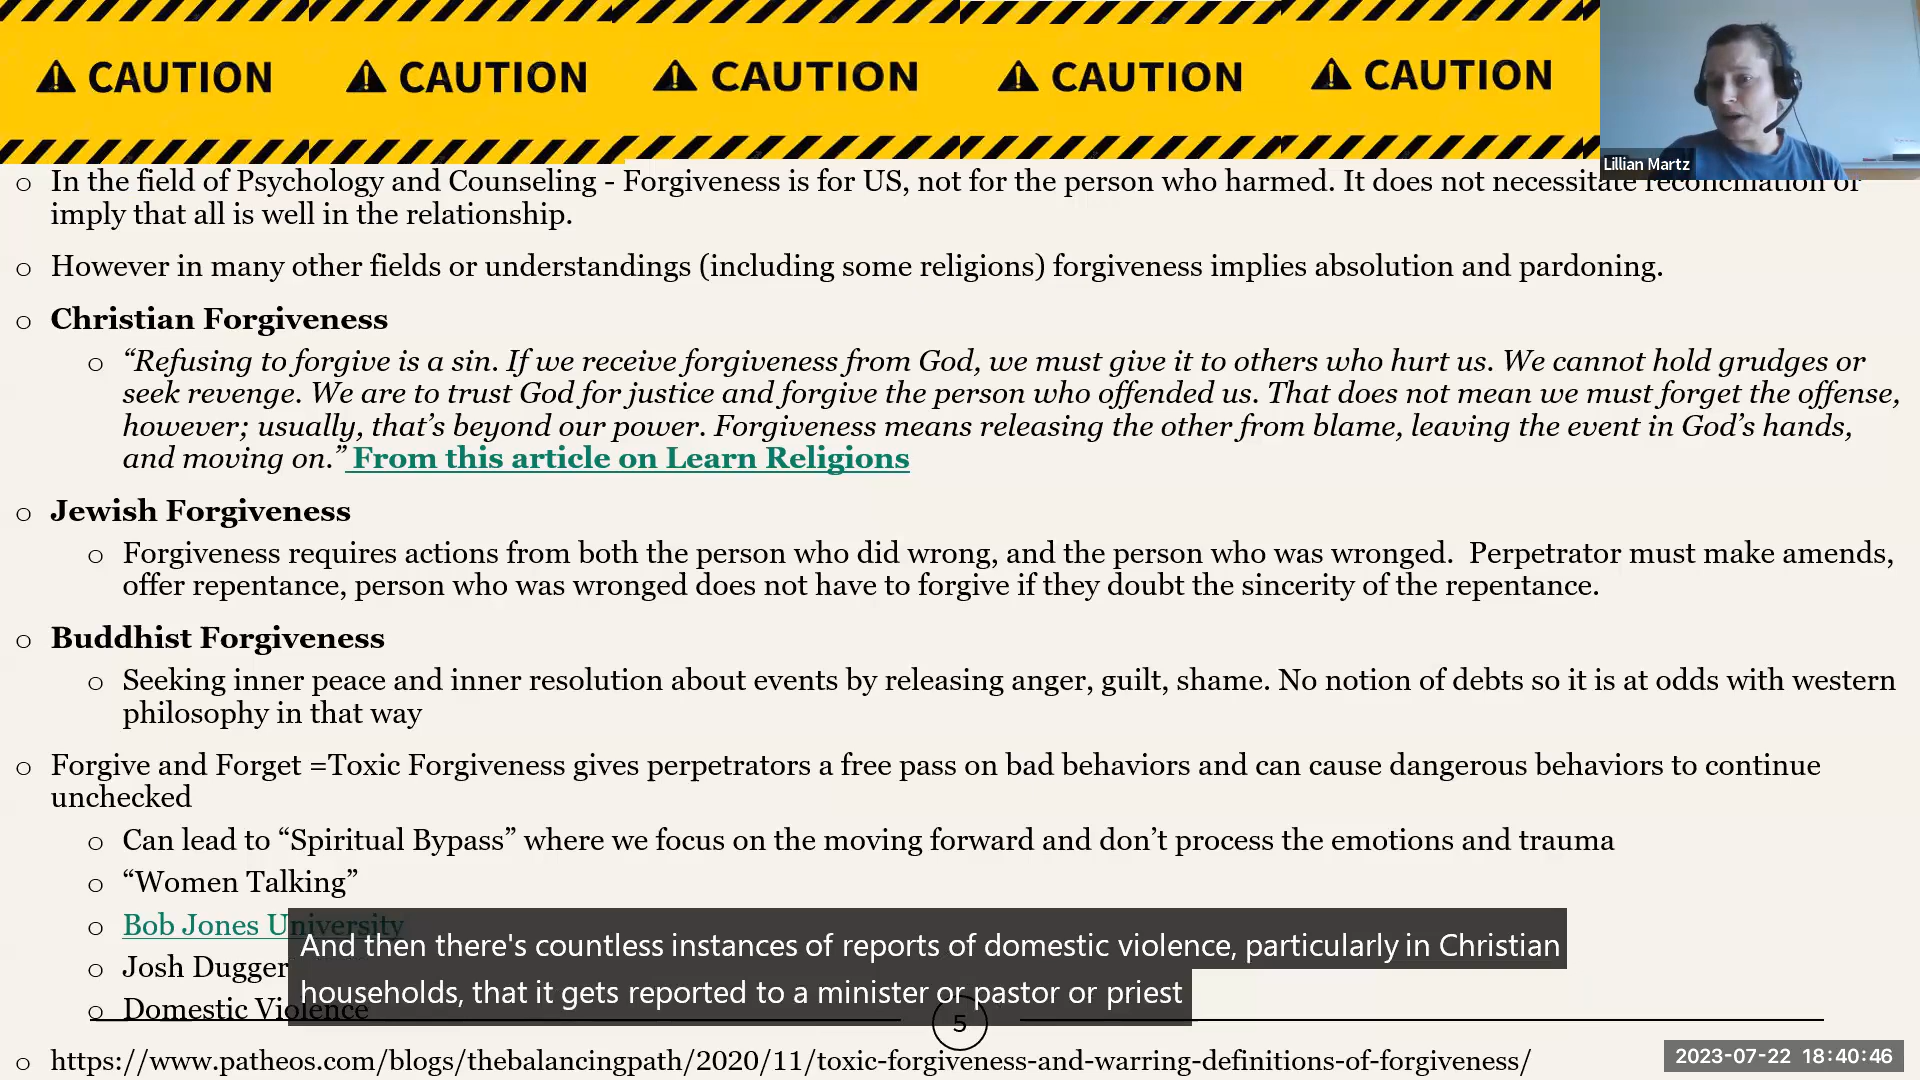 ⚠ CAUTION ⚠ CAUTION ⚠ CAUTION ⚠ CAUTION ⚠ CAUTION
Lillian Martz
o In the field of Psychology and Counseling - Forgiveness is for US, not for the person who harmed. It does not necessitate reconciliation or
imply that all is well in the relationship.
o However in many other fields or understandings (including some religions) forgiveness implies absolution and pardoning.
o Christian Forgiveness
o “Refusing to forgive is a sin. If we receive forgiveness from God, we must give it to others who hurt us. We cannot hold grudges or
seek revenge. We are to trust God for justice and forgive the person who offended us. That does not mean we must forget the offense,
however; usually, that’s beyond our power. Forgiveness means releasing the other from blame, leaving the event in God’s hands,
and moving on.” From this article on Learn Religions
o Jewish Forgiveness
o Forgiveness requires actions from both the person who did wrong, and the person who was wronged.  Perpetrator must make amends,
offer repentance, person who was wronged does not have to forgive if they doubt the sincerity of the repentance.
o Buddhist Forgiveness
o Seeking inner peace and inner resolution about events by releasing anger, guilt, shame. No notion of debts so it is at odds with western
philosophy in that way
o Forgive and Forget =Toxic Forgiveness gives perpetrators a free pass on bad behaviors and can cause dangerous behaviors to continue
unchecked
o Can lead to “Spiritual Bypass” where we focus on the moving forward and don’t process the emotions and trauma
o “Women Talking”
o Bob Jones University
And then there's countless instances of reports of domestic violence, particularly in Christian
o Josh Dugger
households, that it gets reported to a minister or pastor or priest
o Domestic Violence
5
o https://www.patheos.com/blogs/thebalancingpath/2020/11/toxic-forgiveness-and-warring-definitions-of-forgiveness/
2023-07-22 18:40:46